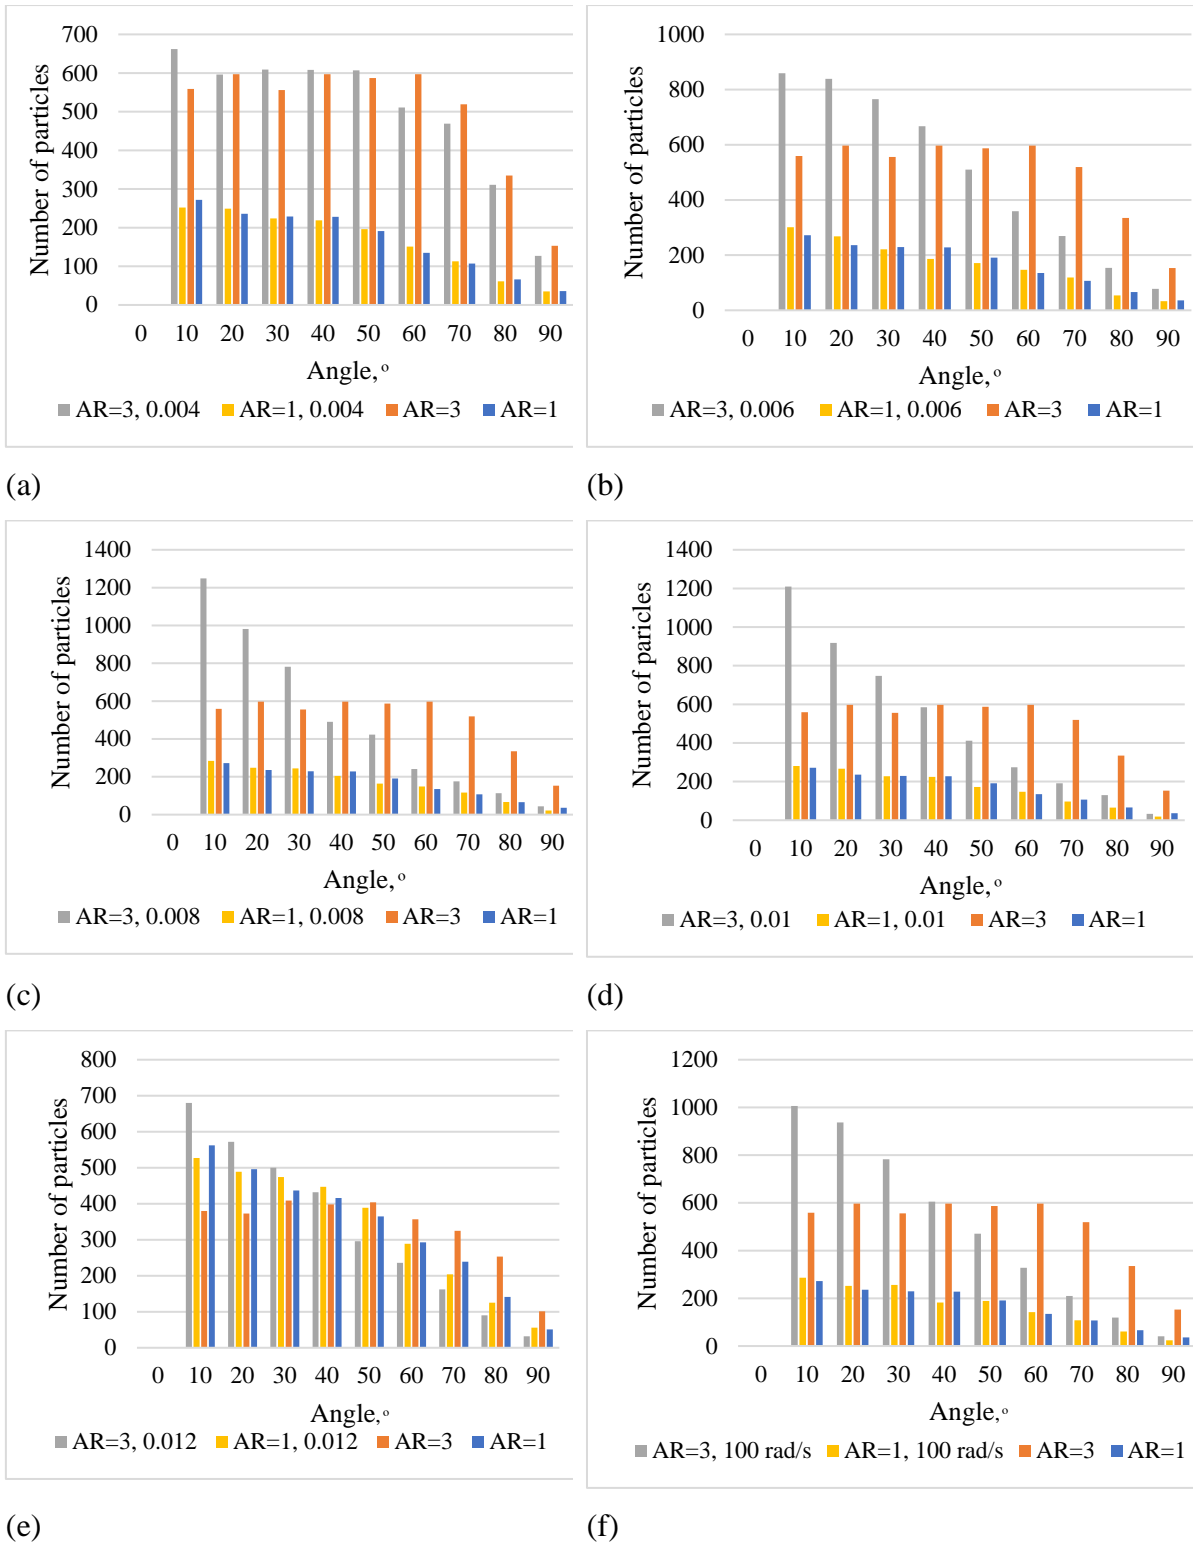 700
600
500
400
300
200
100
0
Number of particles
0 10 20 30 40 50 60 70 80 90
Angle, º
AR=3, 0.004 AR=1, 0.004 AR=3 AR=1
(a)
1000
800
600
400
200
0
Number of particles
0 10 20 30 40 50 60 70 80 90
Angle, º
AR=3, 0.006 AR=1, 0.006 AR=3 AR=1
(b)
1400
1200
1000
800
600
400
200
0
Number of particles
0 10 20 30 40 50 60 70 80 90
Angle, º
AR=3, 0.008 AR=1, 0.008 AR=3 AR=1
(c)
1400
1200
1000
800
600
400
200
0
Number of paricles
0 10 20 30 40 50 60 70 80 90
Angle, º
AR=3, 0.01 AR=1, 0.01 AR=3 AR=1
(d)
800
700
600
500
400
300
200
100
0
Number of particles
0 10 20 30 40 50 60 70 80 90
Angle, º
AR=3, 0.012 AR=1, 0.012 AR=3 AR=1
(e)
1200
1000
800
600
400
200
0
Number of particles
0 10 20 30 40 50 60 70 80 90
Angle, º
AR=3, 100 rad/s AR=1, 100 rad/s AR=3 AR=1
(f)